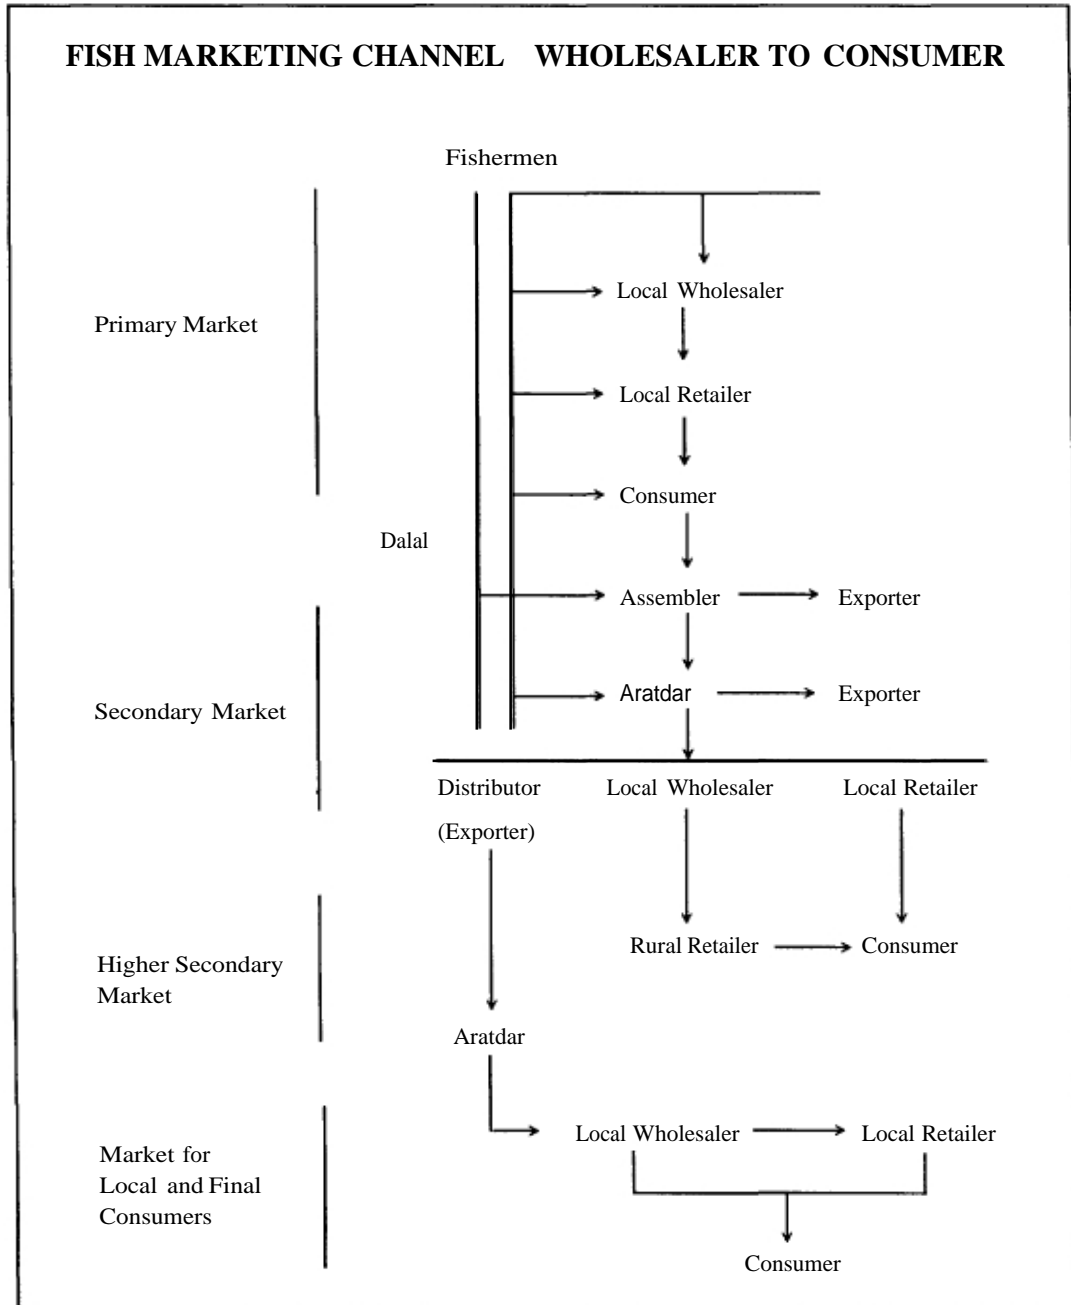 FISH MARKETING CHANNEL WHOLESALER TO CONSUMER
Fishermen
Local Wholesaler
Primary Market
Local Retailer
Consumer
Dalal
Assembler
Exporter
Aratdar
Exporter
Secondary Market
Distributor
(Exporter)
Local Wholesaler
Local Retailer
Rural Retailer
Consumer
Higher Secondary
Market
Aratdar
Local Wholesaler
Local Retailer
Market for
Local and Final
Consumers
Consumer